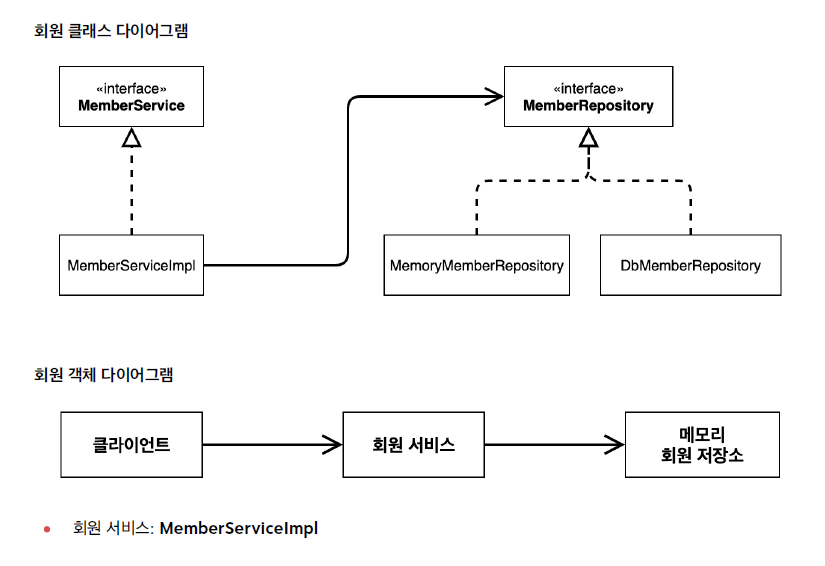 회원 클래스 다이어그램
«interface»
MemberService
«interface»
MemberRepository
MemberServiceImpl
MemoryMemberRepository
DbMemberRepository
회원 객체 다이어그램
클라이언트
회원 서비스
메모리
회원 저장소
회원 서비스: MemberServiceImpl